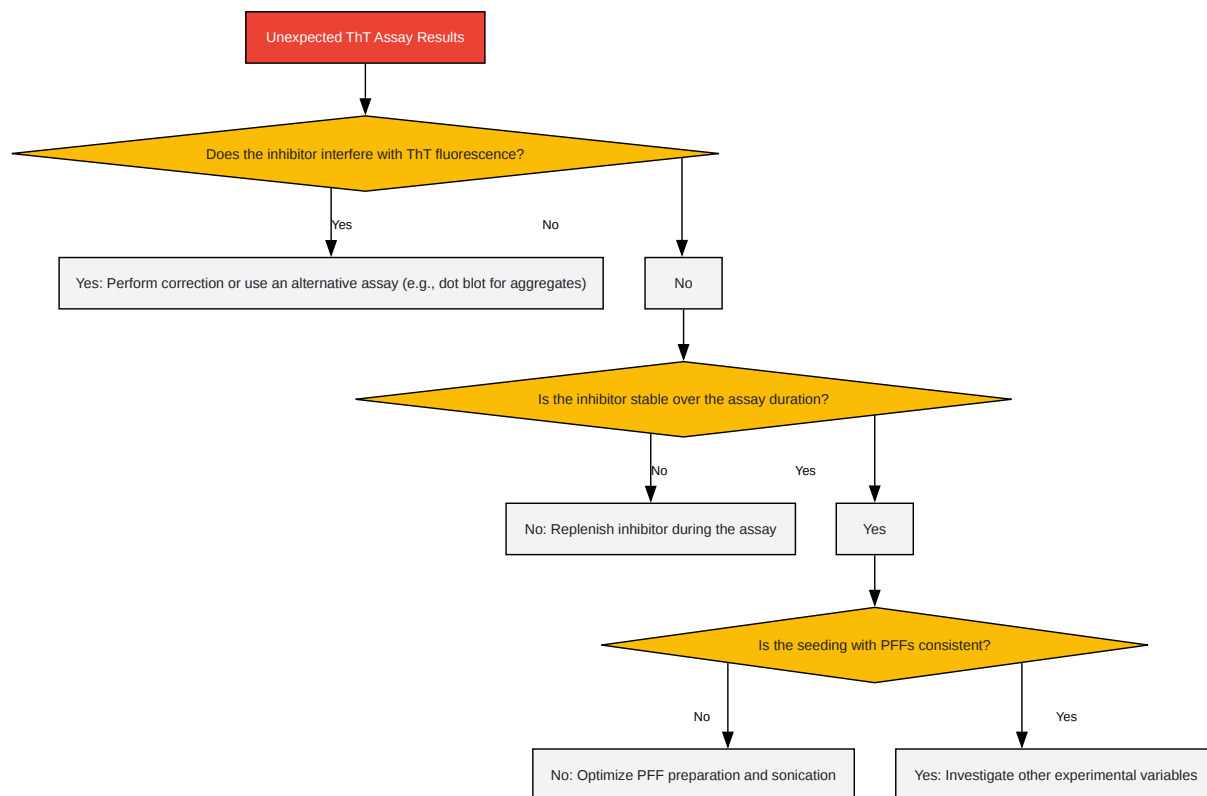 Unexpected ThT Assay Results
Does the inhibitor interfere with ThT fluorescence?
Yes
No
Yes: Perform correction or use an alternative assay (e.g., dot blot for aggregates)
No
Is the inhibitor stable over the assay duration?
No
Yes
No: Replenish inhibitor during the assay
Yes
Is the seeding with PFFs consistent?
No
Yes
No: Optimize PFF preparation and sonication
Yes: Investigate other experimental variables